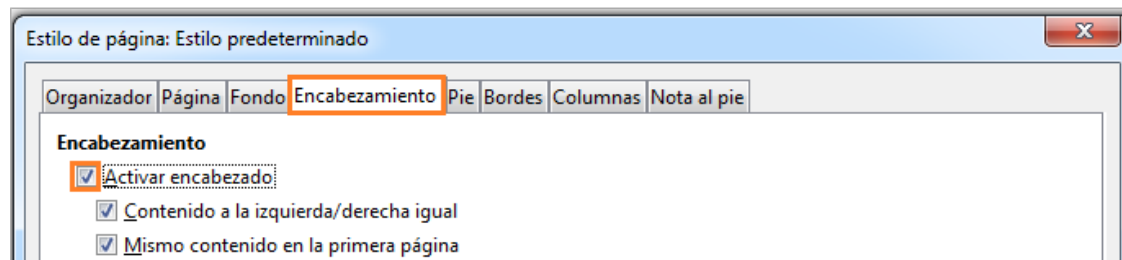 Estilo de página: Estilo predeterminado
Organizador Página Fondo Encabezamiento Pie Bordes Columnas Nota al pie
Encabezamiento
Activar encabezado
Contenido a la izquierda/derecha igual
Mismo contenido en la primera página